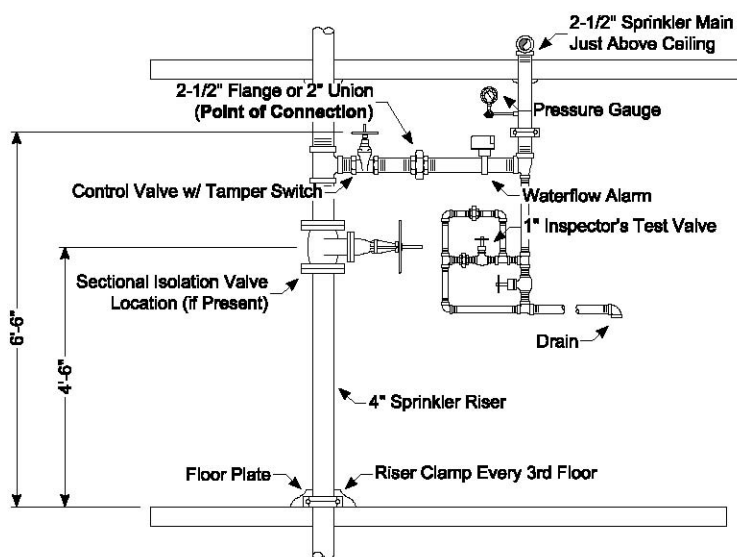 2-1/2" Sprinkler Main
Just Above Ceiling
2-1/2" Flange or 2" Union
(Point of Connection)
Pressure Gauge
Control Valve w/ Tamper Switch
Waterflow Alarm
1" Inspector's Test Valve
Sectional Isolation Valve
Location (if Present)
6'-6"
4'-6"
Drain
4" Sprinkler Riser
Floor Plate
Riser Clamp Every 3rd Floor